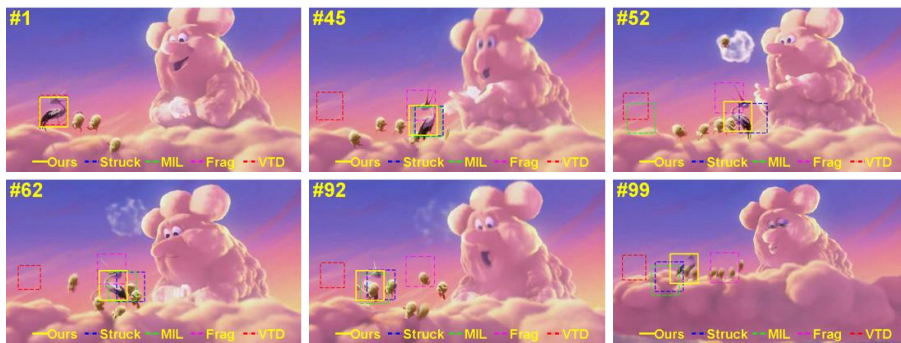 #1
Ours Struck MIL Frag VTD
#45
Ours Struck MIL Frag VTD
#52
Ours Struck MIL Frag VTD
#62
Ours Struck MIL Frag VTD
#92
Ours Struck MIL Frag VTD
#99
Ours Struck MIL Frag VTD